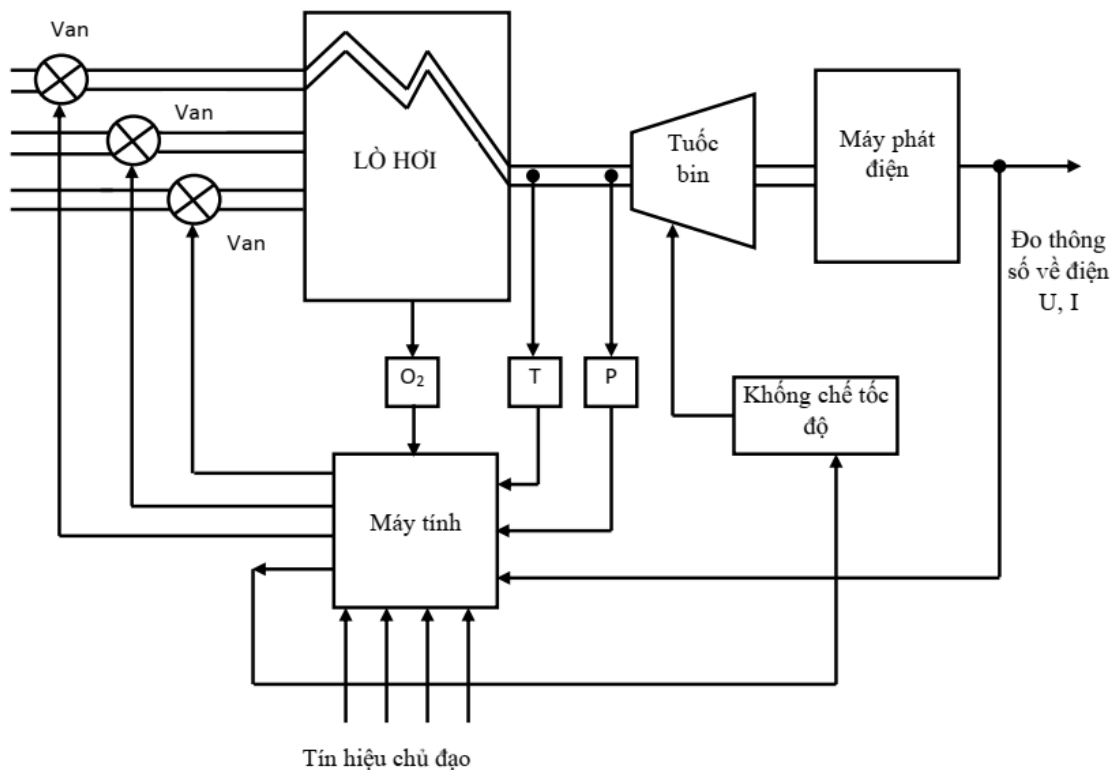 Van
Van
Van
LÒ HƠI
Tuốc
bin
Máy phát
điện
Đo thông
số về điện
U, I
O₂
T
P
Khống chế tốc
độ
Máy tính
Tín hiệu chủ đạo